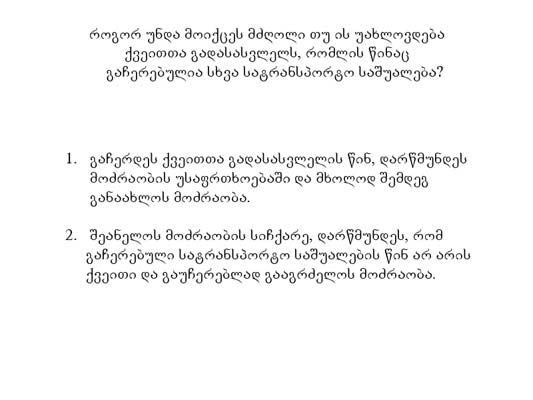 როგორ უნდა მოიქცეს მძღოლი თუ ის უახლოვდება
ქვეითთა გადასასვლელს, რომლის წინაც
გაჩერებულია სხვა სატრანსპორტო საშუალება?
1. გაჩერდეს ქვეითთა გადასასვლელის წინ, დარწმუნდეს
მოძრაობის უსაფრთხოებაში და მხოლოდ შემდეგ
განაახლოს მოძრაობა.
2. შეანელოს მოძრაობის სიჩქარე, დარწმუნდეს, რომ
გაჩერებული სატრანსპორტო საშუალების წინ არ არის
ქვეითი და გაუჩერებლად გააგრძელოს მოძრაობა.